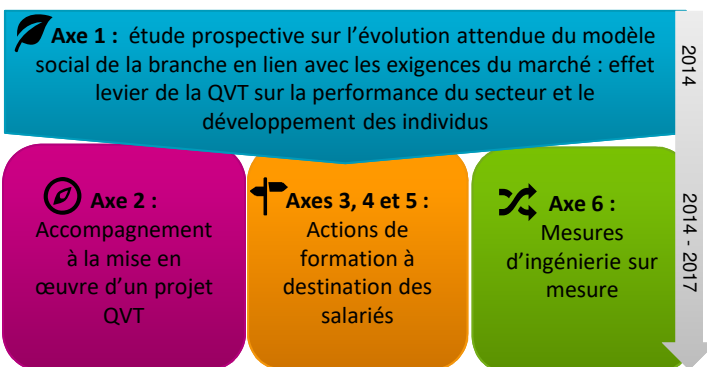 Axe 1 : étude prospective sur l'évolution attendue du modèle
social de la branche en lien avec les exigences du marché : effet
levier de la QVT sur la performance du secteur et le
développement des individus
2014
Axe 2 :
Accompagnement
à la mise en
œuvre d'un projet
QVT
Axes 3, 4 et 5 :
Actions de
formation à
destination des
salariés
Axe 6 :
Mesures
d'ingénierie sur
mesure
2014 - 2017